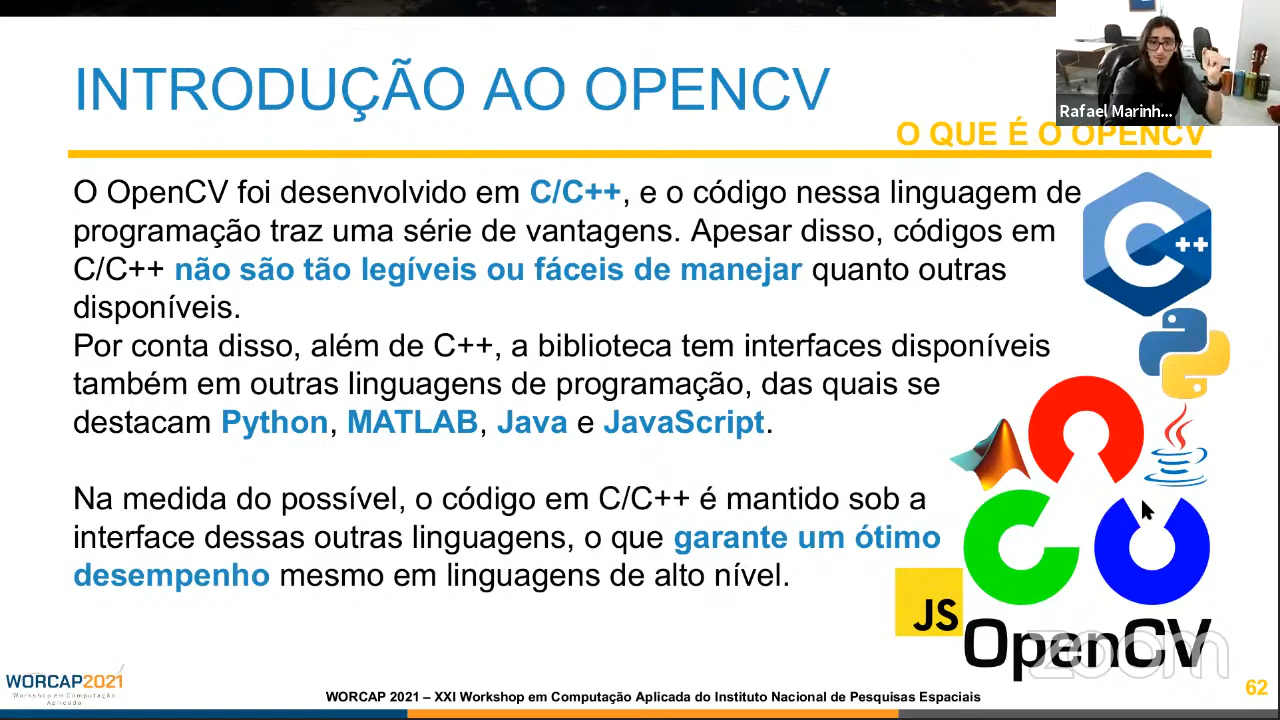 INTRODUÇÃO AO OPENCV
Rafael Marinh...
O QUE É O OPENCV
O OpenCV foi desenvolvido em C/C++, e o código nessa linguagem de
programação traz uma série de vantagens. Apesar disso, códigos em
C/C++ não são tão legíveis ou fáceis de manejar quanto outras
disponíveis.
Por conta disso, além de C++, a biblioteca tem interfaces disponíveis
também em outras linguagens de programação, das quais se
destacam Python, MATLAB, Java e JavaScript.
Na medida do possível, o código em C/C++ é mantido sob a
interface dessas outras linguagens, o que garante um ótimo
desempenho mesmo em linguagens de alto nível.
C++
JS
OpenCV
zoom
WORCAP2021
Workshop em Computação
Aplicada
WORCAP 2021 – XXI Workshop em Computação Aplicada do Instituto Nacional de Pesquisas Espaciais
62